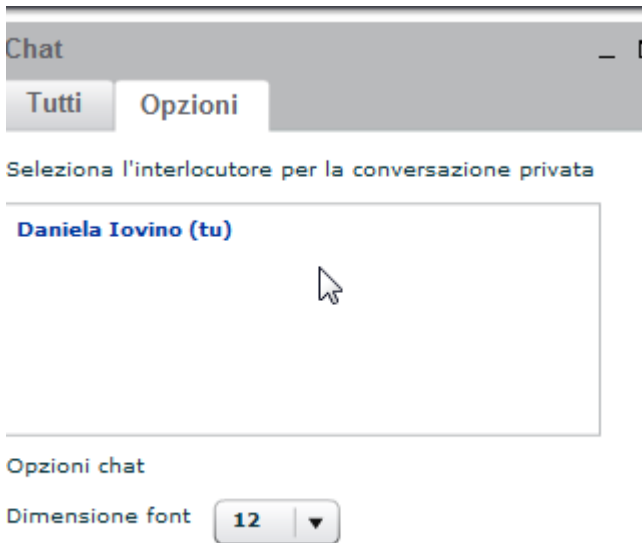 Chat
Tutti
Opzioni
Seleziona l'interlocutore per la conversazione privata
Daniela Iovino (tu)
Opzioni chat
Dimensione font
12